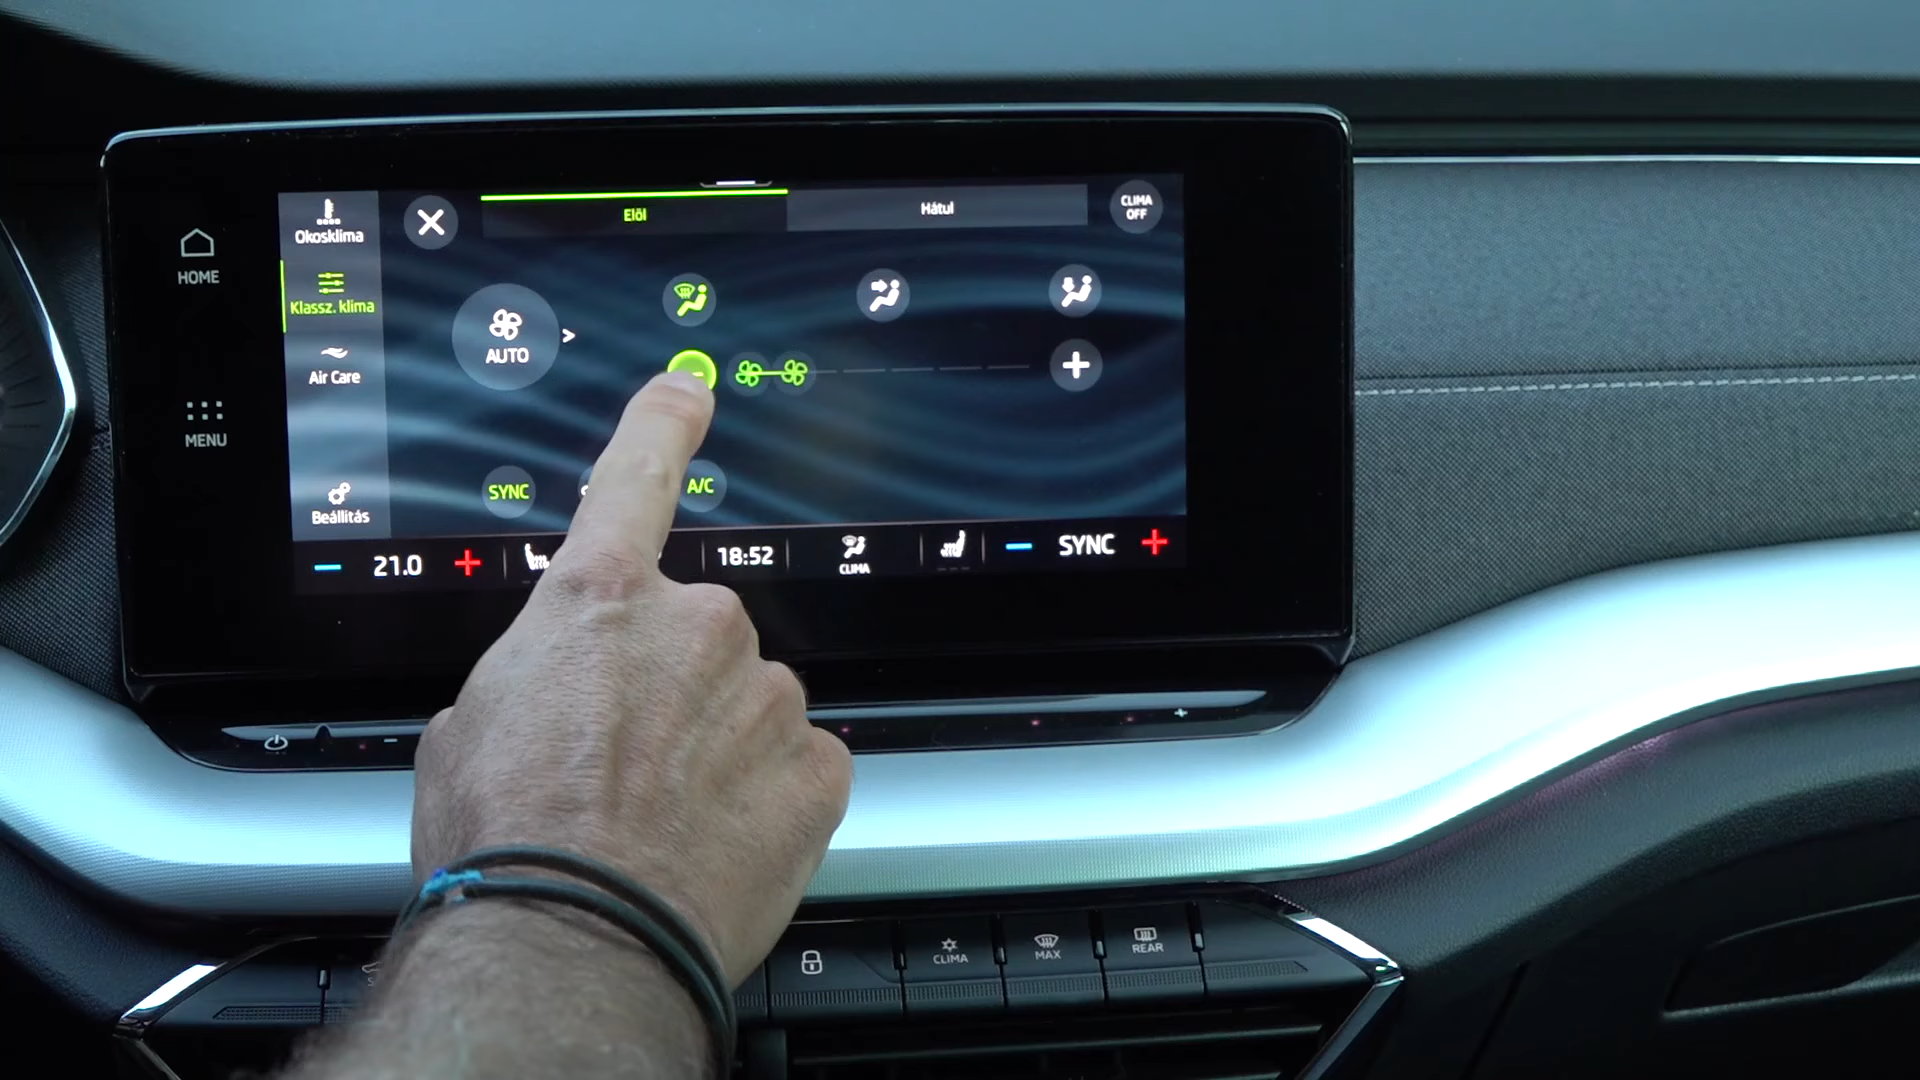 HOME
MENU
Okosklíma
Klassz. klíma
Air Care
Beállítás
Elöl
Hátul
CLIMA
OFF
AUTO
>
- +
SYNC
A/C
21.0
18:52
CLIMA
SYNC
CLIMA
MAX
REAR